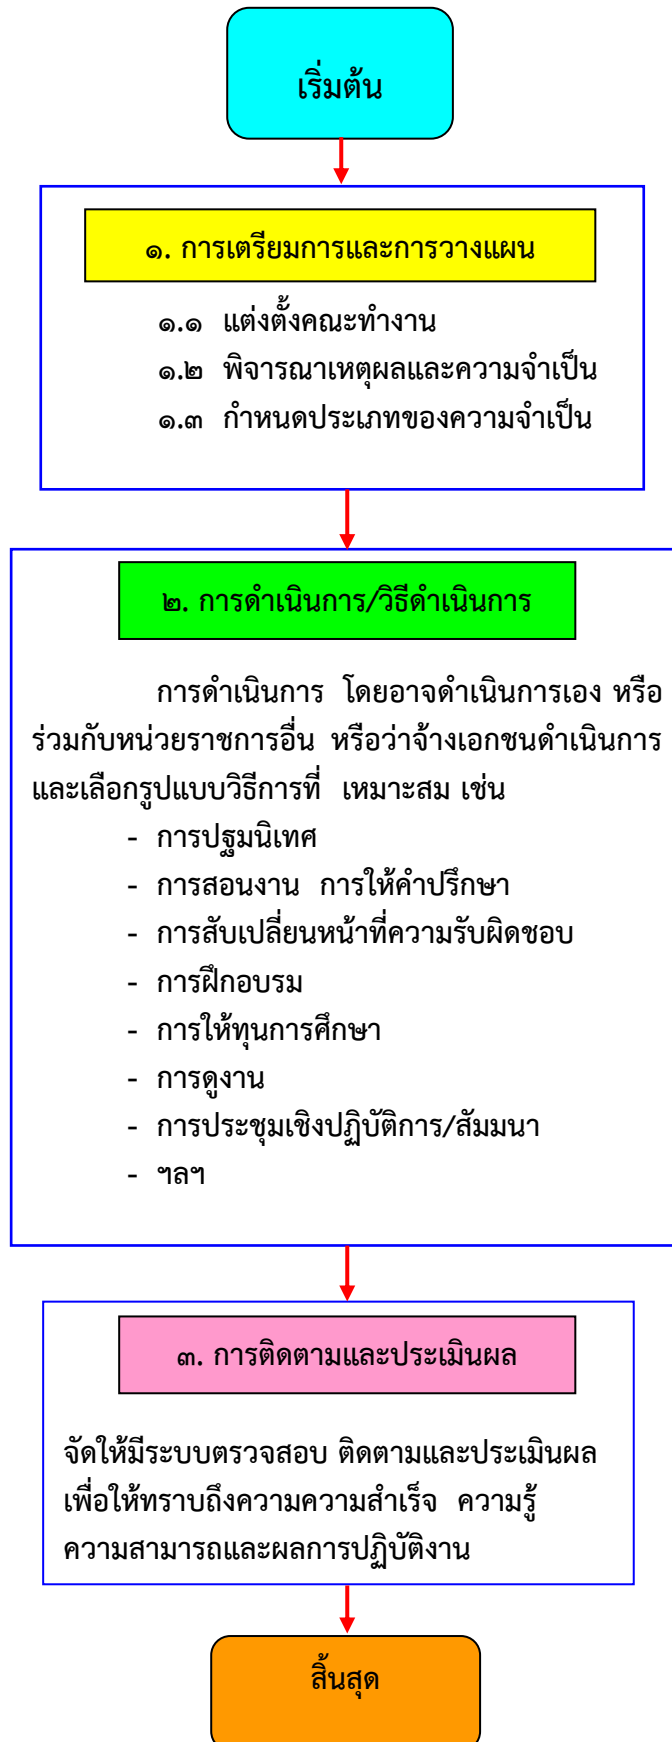 เริ่มต้น
๑. การเตรียมการและการวางแผน
๑.๑ แต่งตั้งคณะทำงาน
๑.๒ พิจารณาเหตุผลและความจำเป็น
๑.๓ กำหนดประเภทของความจำเป็น
๒. การดำเนินการ/วิธีดำเนินการ
การดำเนินการ โดยอาจดำเนินการเอง หรือ
ร่วมกับหน่วยราชการอื่น หรือว่าจ้างเอกชนดำเนินการ
และเลือกรูปแบบวิธีการที่ เหมาะสม เช่น
- การปฐมนิเทศ
- การสอนงาน การให้คำปรึกษา
- การสับเปลี่ยนหน้าที่ความรับผิดชอบ
- การฝึกอบรม
- การให้ทุนการศึกษา
- การดูงาน
- การประชุมเชิงปฏิบัติการ/สัมมนา
- ฯลฯ
๓. การติดตามและประเมินผล
จัดให้มีระบบตรวจสอบ ติดตามและประเมินผล
เพื่อให้ทราบถึงความความสำเร็จ ความรู้
ความสามารถและผลการปฏิบัติงาน
สิ้นสุด